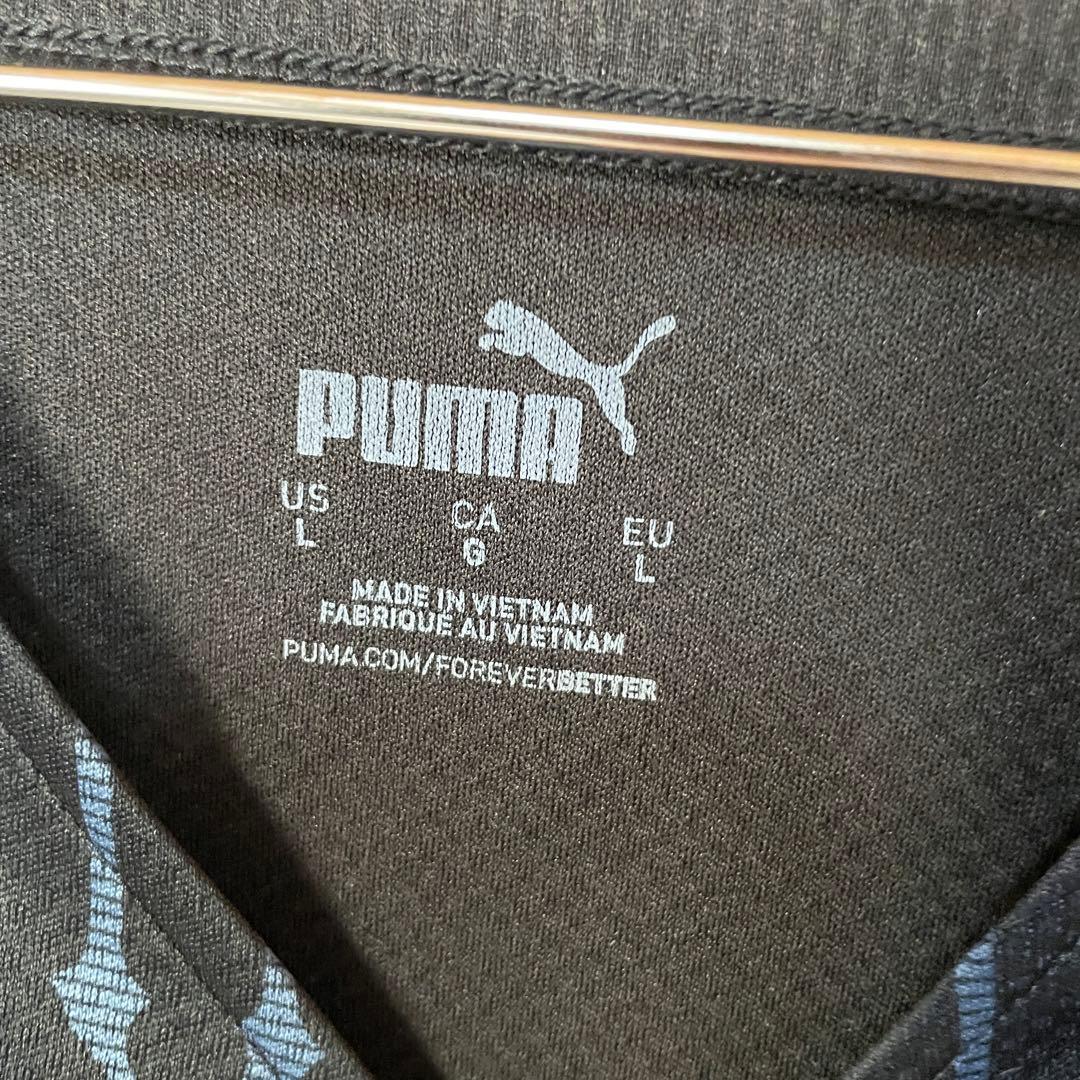 PUMA
US CA EU
L G L
MADE IN VIETNAM
FABRIQUE AU VIETNAM
PUMA.COM/FOREVERBETTER